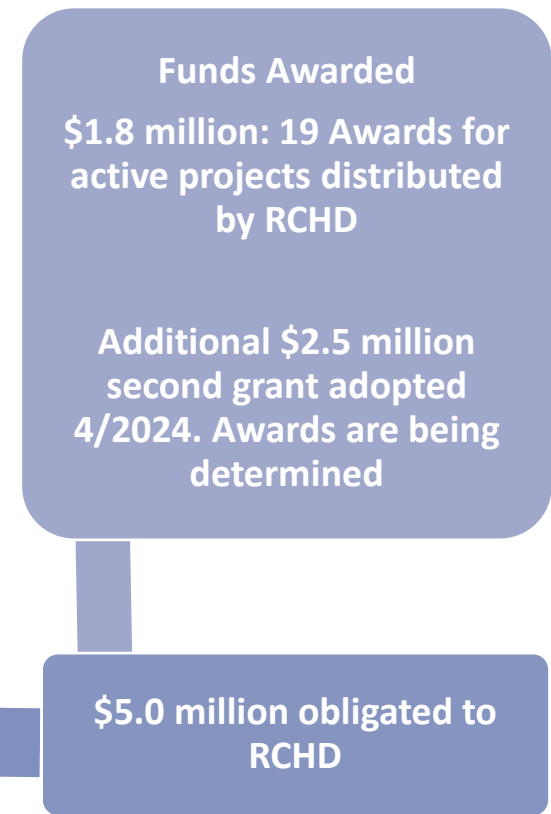 Funds Awarded
$1.8 million: 19 Awards for
active projects distributed
by RCHD
Additional $2.5 million
second grant adopted
4/2024. Awards are being
determined
$5.0 million obligated to
RCHD